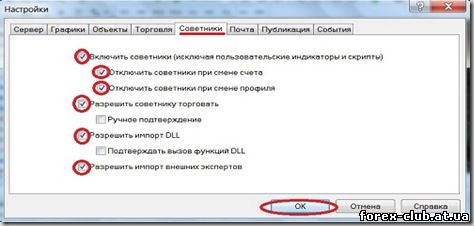 Настройки
Сервер Графики Объекты Торговля Советники Почта Публикация События
Включить советники (исключая пользовательские индикаторы и скрипты)
Отключить советники при смене счета
Отключить советники при смене профиля
Разрешить советнику торговать
Ручное подтверждение
Разрешить импорт DLL
Подтверждать вызов функций DLL
Разрешить импорт внешних экспертов
OK Отмена Справка
forex-club.at.ua